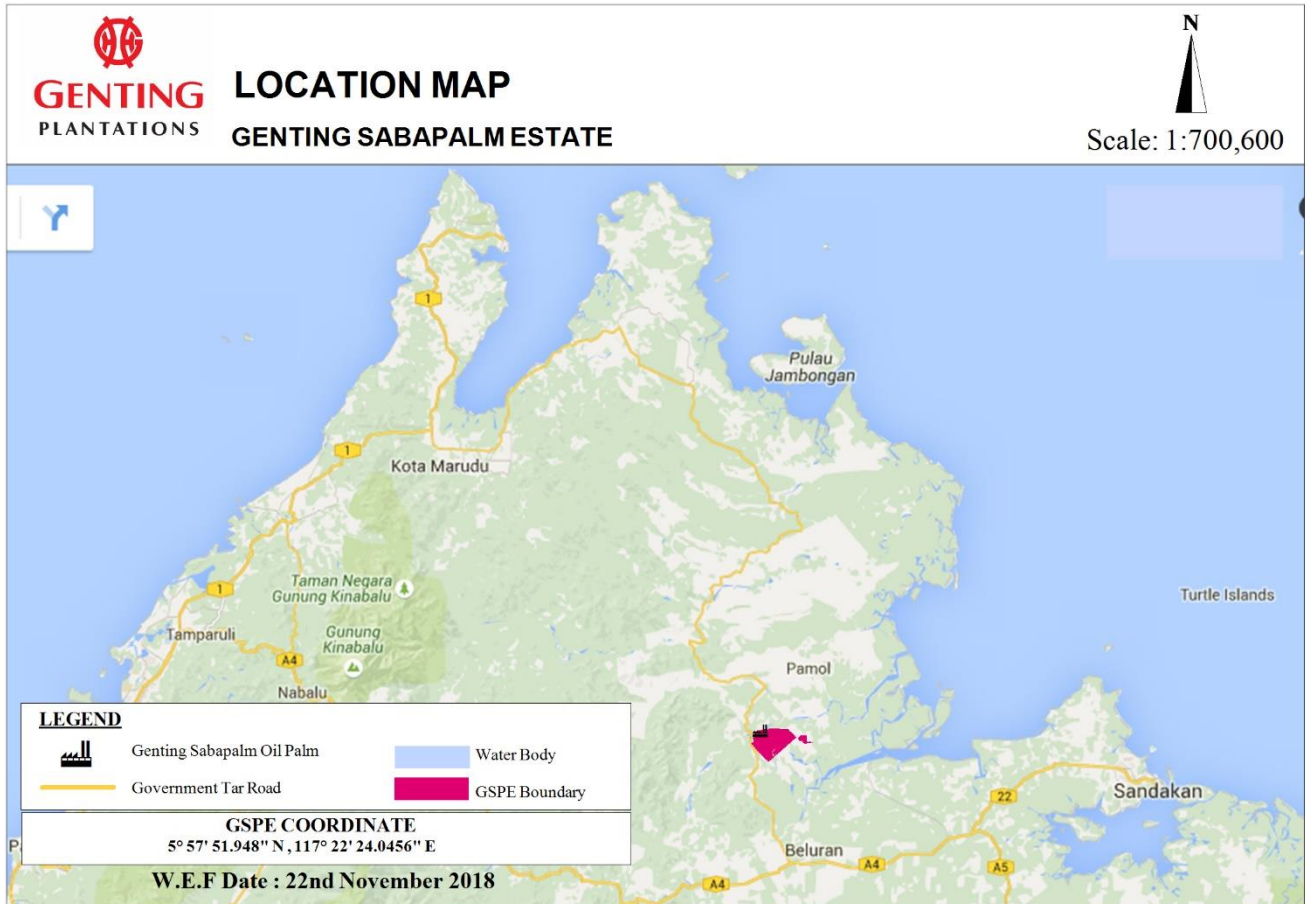 GENTING
PLANTATIONS
LOCATION MAP
GENTING SABAPALM ESTATE
N
Scale: 1:700,600
1
Pulau
Jambongan
1
Kota Marudu
Taman Negara
Gunung Kinabalu
1
Turtle Islands
Tamparuli
Gunung
Kinabalu
A4
Nabalu
Pamol
LEGEND
Genting Sabapalm Oil Palm
Water Body
Government Tar Road
GSPE Boundary
GSPE COORDINATE
5° 57' 51.948" N , 117° 22' 24.0456" E
W.E.F Date : 22nd November 2018
22
Sandakan
Beluran
A4
A5
A4